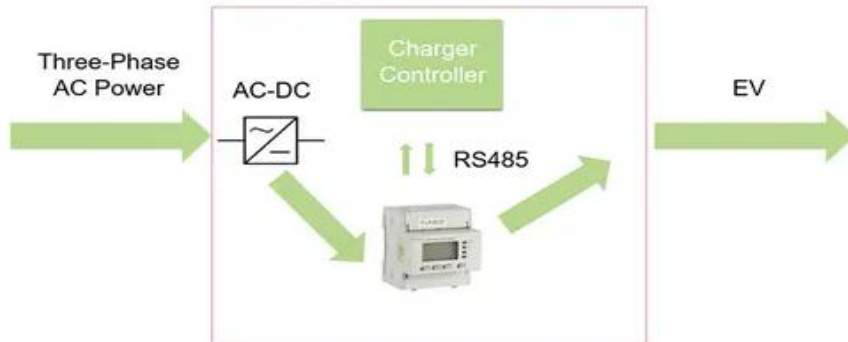 Three-Phase
AC Power
AC-DC
Charger
Controller
RS485
EV